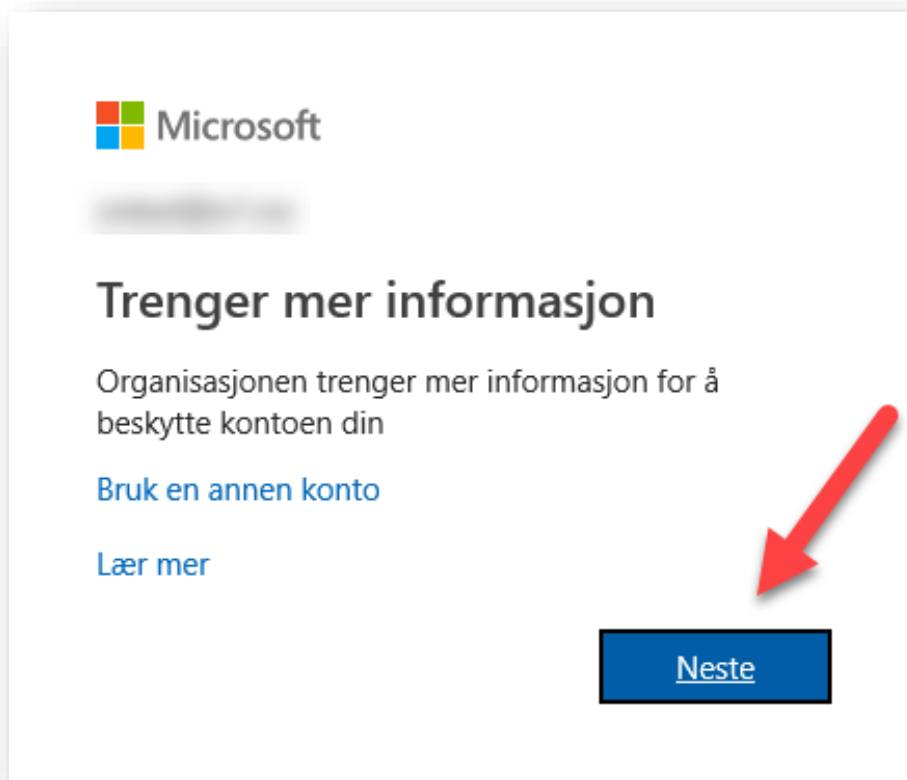 Microsoft
Trenger mer informasjon
Organisasjonen trenger mer informasjon for å
beskytte kontoen din
Bruk en annen konto
Lær mer
Neste